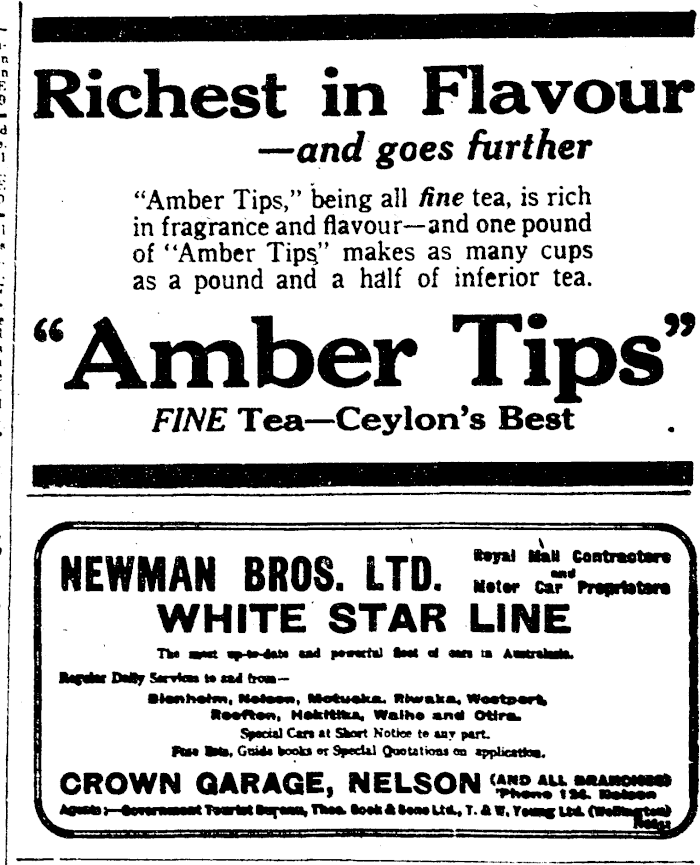 Richest in Flavour
—and goes further
"Amber Tips," being all fine tea, is rich
in fragrance and flavour—and one pound
of "Amber Tips" makes as many cups
as a pound and a half of inferior tea.
"Amber Tips"
FINE Tea—Ceylon's Best
NEWMAN BROS. LTD.
Royal Mail Contractors
and
Motor Car Proprietors
WHITE STAR LINE
The most up-to-date and powerful fleet of cars in Australasia.
Regular Daily Services to and from—
Blenheim, Nelson, Motueka, Riwaka, Westport,
Reefton, Hokitika, Waiho and Otira.
Special Cars at Short Notice to any part.
Fare lists, Guide books or Special Quotations on application.
CROWN GARAGE, NELSON (AND ALL BRANCHES)
'Phone 124. Nelson
Agents:—Government Tourist Bureau, Thos. Cook & Sons Ltd., T. & W. Young Ltd. (Wellington)